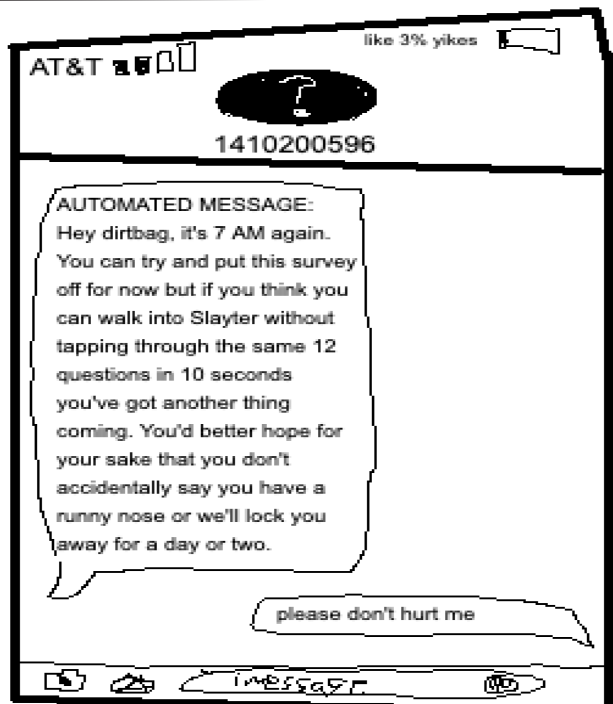 like 3% yikes
AT&T
?
1410200596
AUTOMATED MESSAGE:
Hey dirtbag, it's 7 AM again.
You can try and put this survey
off for now but if you think you
can walk into Slayter without
tapping through the same 12
questions in 10 seconds
you've got another thing
coming. You'd better hope for
your sake that you don't
accidentally say you have a
runny nose or we'll lock you
away for a day or two.
please don't hurt me
imessage